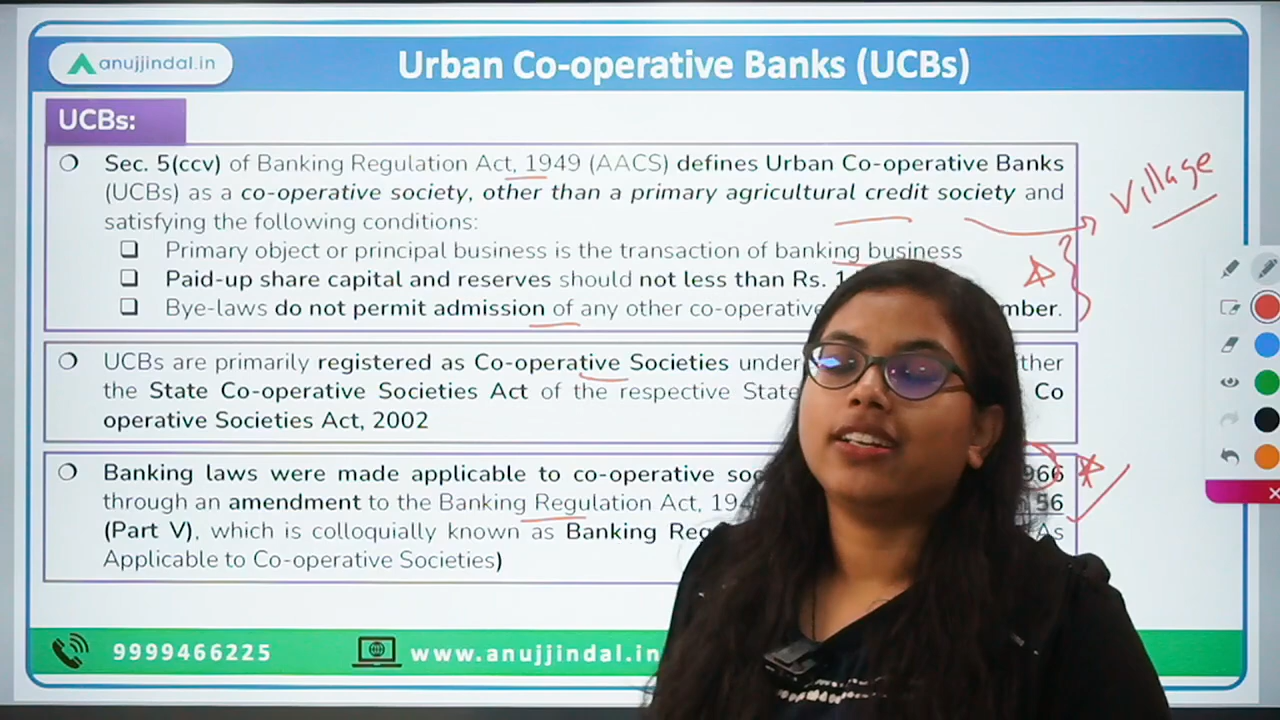 anujjindal.in
Urban Co-operative Banks (UCBs)
UCBs:
Sec. 5(ccv) of Banking Regulation Act, 1949 (AACS) defines Urban Co-operative Banks
(UCBs) as a co-operative society, other than a primary agricultural credit society and
satisfying the following conditions:
Village
Primary object or principal business is the transaction of banking business
Paid-up share capital and reserves should not less than Rs. 1
Bye-laws do not permit admission of any other co-operative
UCBs are primarily registered as Co-operative Societies under
the State Co-operative Societies Act of the respective State Co
operative Societies Act, 2002
Banking laws were made applicable to co-operative
through an amendment to the Banking Regulation Act, 56
(Part V), which is colloquially known as Banking As
Applicable to Co-operative Societies)
9999466225
www.anujjindal.in